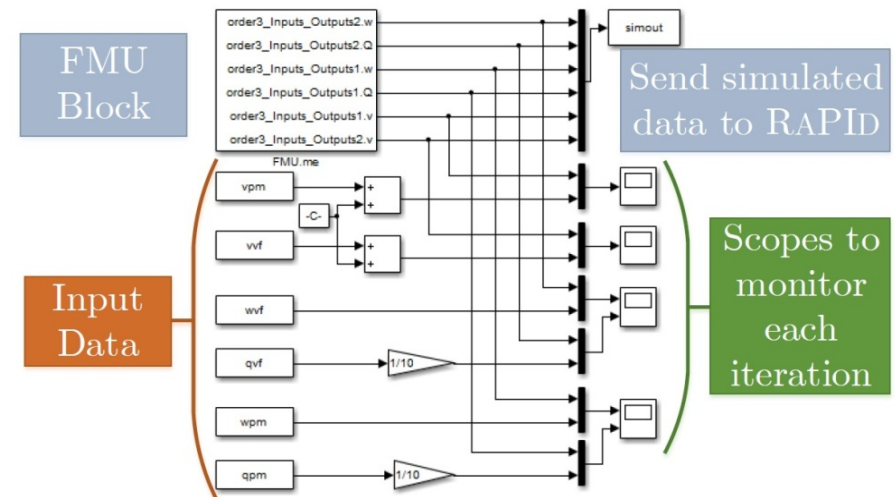 FMU
Block
order3_Inputs_Outputs2.w
order3_Inputs_Outputs2.Q
order3_Inputs_Outputs1.w
order3_Inputs_Outputs1.Q
order3_Inputs_Outputs1.v
order3_Inputs_Outputs2.v
FMU.me
simout
Send simulated
data to RAPID
Input
Data
vpm
-C-
vvf
wvf
qvf
1/10
wpm
qpm
1/10
+
+
+
+
Scopes to
monitor
each
iteration